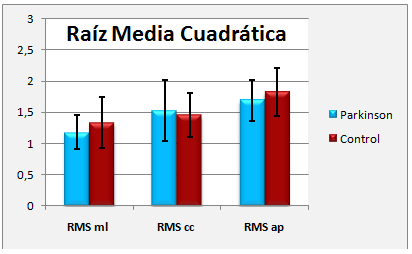 Raíz Media Cuadrática
3
2,5
2
1,5
1
0,5
0
RMS ml RMS cc RMS ap
Parkinson
Control